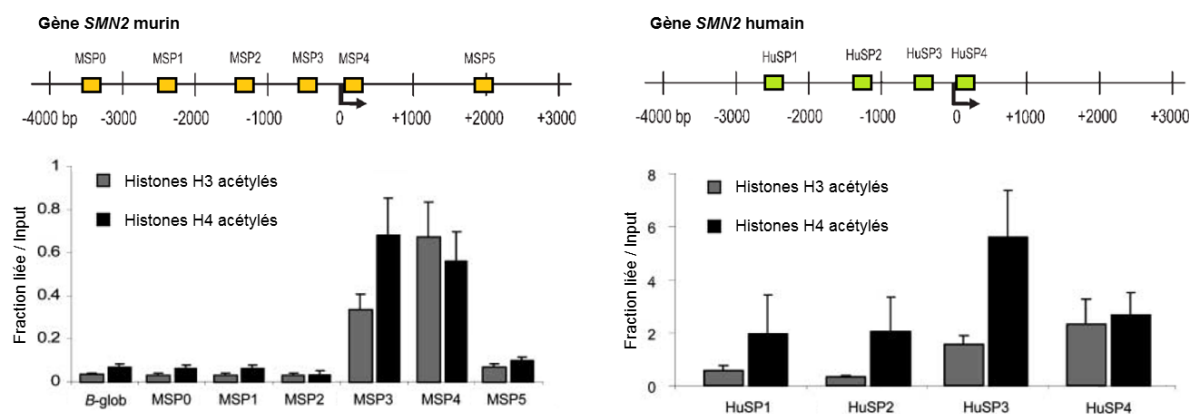 Gène SMN2 murin
MSP0 MSP1 MSP2 MSP3 MSP4 MSP5
-4000 bp -3000 -2000 -1000 0 +1000 +2000 +3000
Fraction liée / Input
1
0.8
0.6
0.4
0.2
0
Histones H3 acétylés
Histones H4 acétylés
B-glob MSP0 MSP1 MSP2 MSP3 MSP4 MSP5
Gène SMN2 humain
HuSP1 HuSP2 HuSP3 HuSP4
-4000 bp -3000 -2000 -1000 0 +1000 +2000 +3000
Fraction liée / Input
8
6
4
2
0
Histones H3 acétylés
Histones H4 acétylés
HuSP1 HuSP2 HuSP3 HuSP4